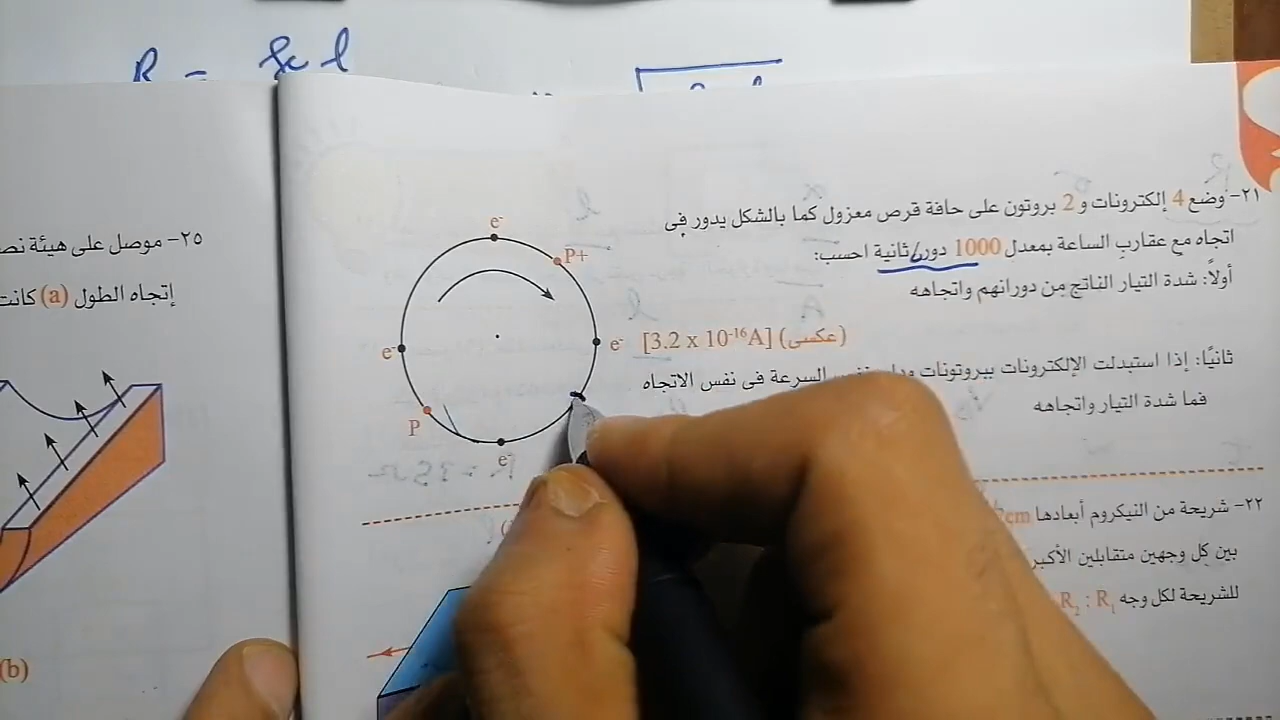 R = l
٢١- وضع 4 إلكترونات و 2 بروتون على حافة قرص معزول كما بالشكل يدور فى
اتجاه مع عقارب الساعة بمعدل 1000 دورة/ثانية احسب:
أولاً: شدة التيار الناتج من دورانهم واتجاهه
(عكسى) [3.2 x 10-16A]
ثانيًا: إذا استبدلت الإلكترونات ببروتونات السرعة فى نفس الاتجاه
فما شدة التيار واتجاهه
e-
P+
e-
e-
P
e-
٢٢- شريحة من النيكروم أبعادها
بين كل وجهين متقابلين الأكبر
للشريحة لكل وجه R2 : R1
٢٥- موصل على هيئة
إتجاه الطول (a) كانت
(b)